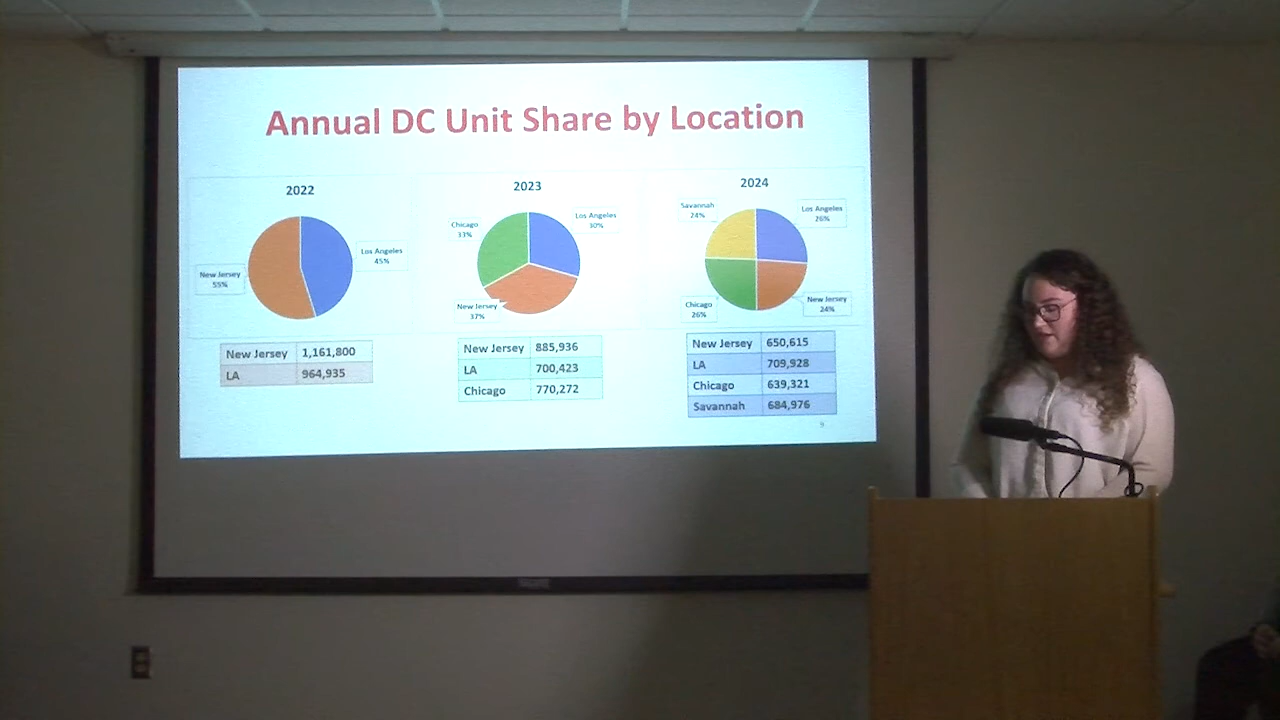 Annual DC Unit Share by Location
2022
Los Angeles
45%
New Jersey
55%
New Jersey 1,161,800
LA 964,935
2023
Chicago
33%
Los Angeles
30%
New Jersey
37%
New Jersey 885,936
LA 700,423
Chicago 770,272
2024
Savannah
24%
Los Angeles
26%
Chicago
26%
New Jersey
24%
New Jersey 650,615
LA 709,928
Chicago 639,321
Savannah 684,976